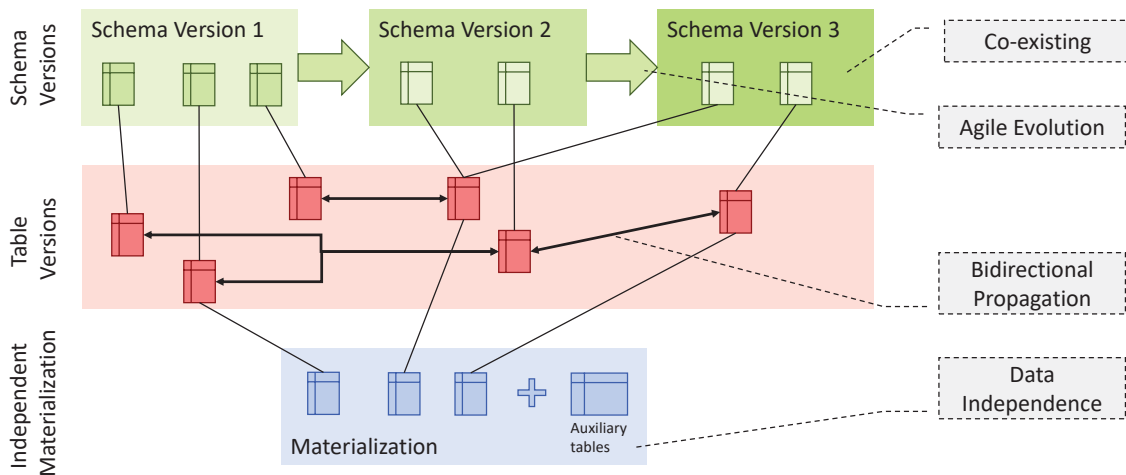 Schema
Versions
Schema Version 1
Schema Version 2
Schema Version 3
Co-existing
Agile Evolution
Table
Versions
Bidirectional
Propagation
Independent
Materialization
Materialization
Auxiliary
tables
Data
Independence